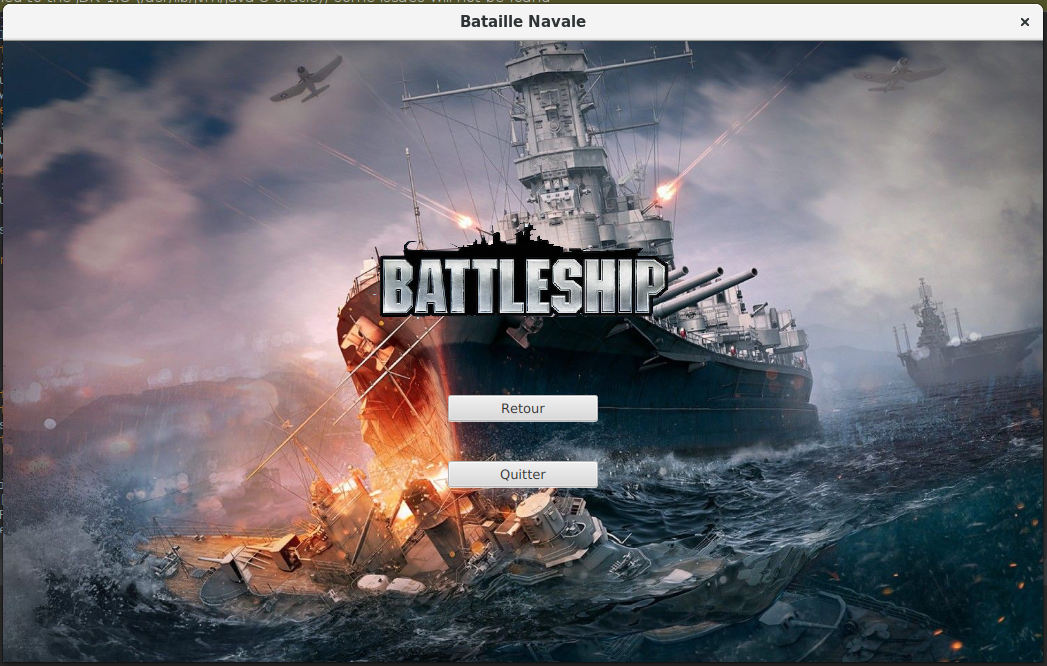 Bataille Navale
×
BATTLESHIP
Retour
Quitter